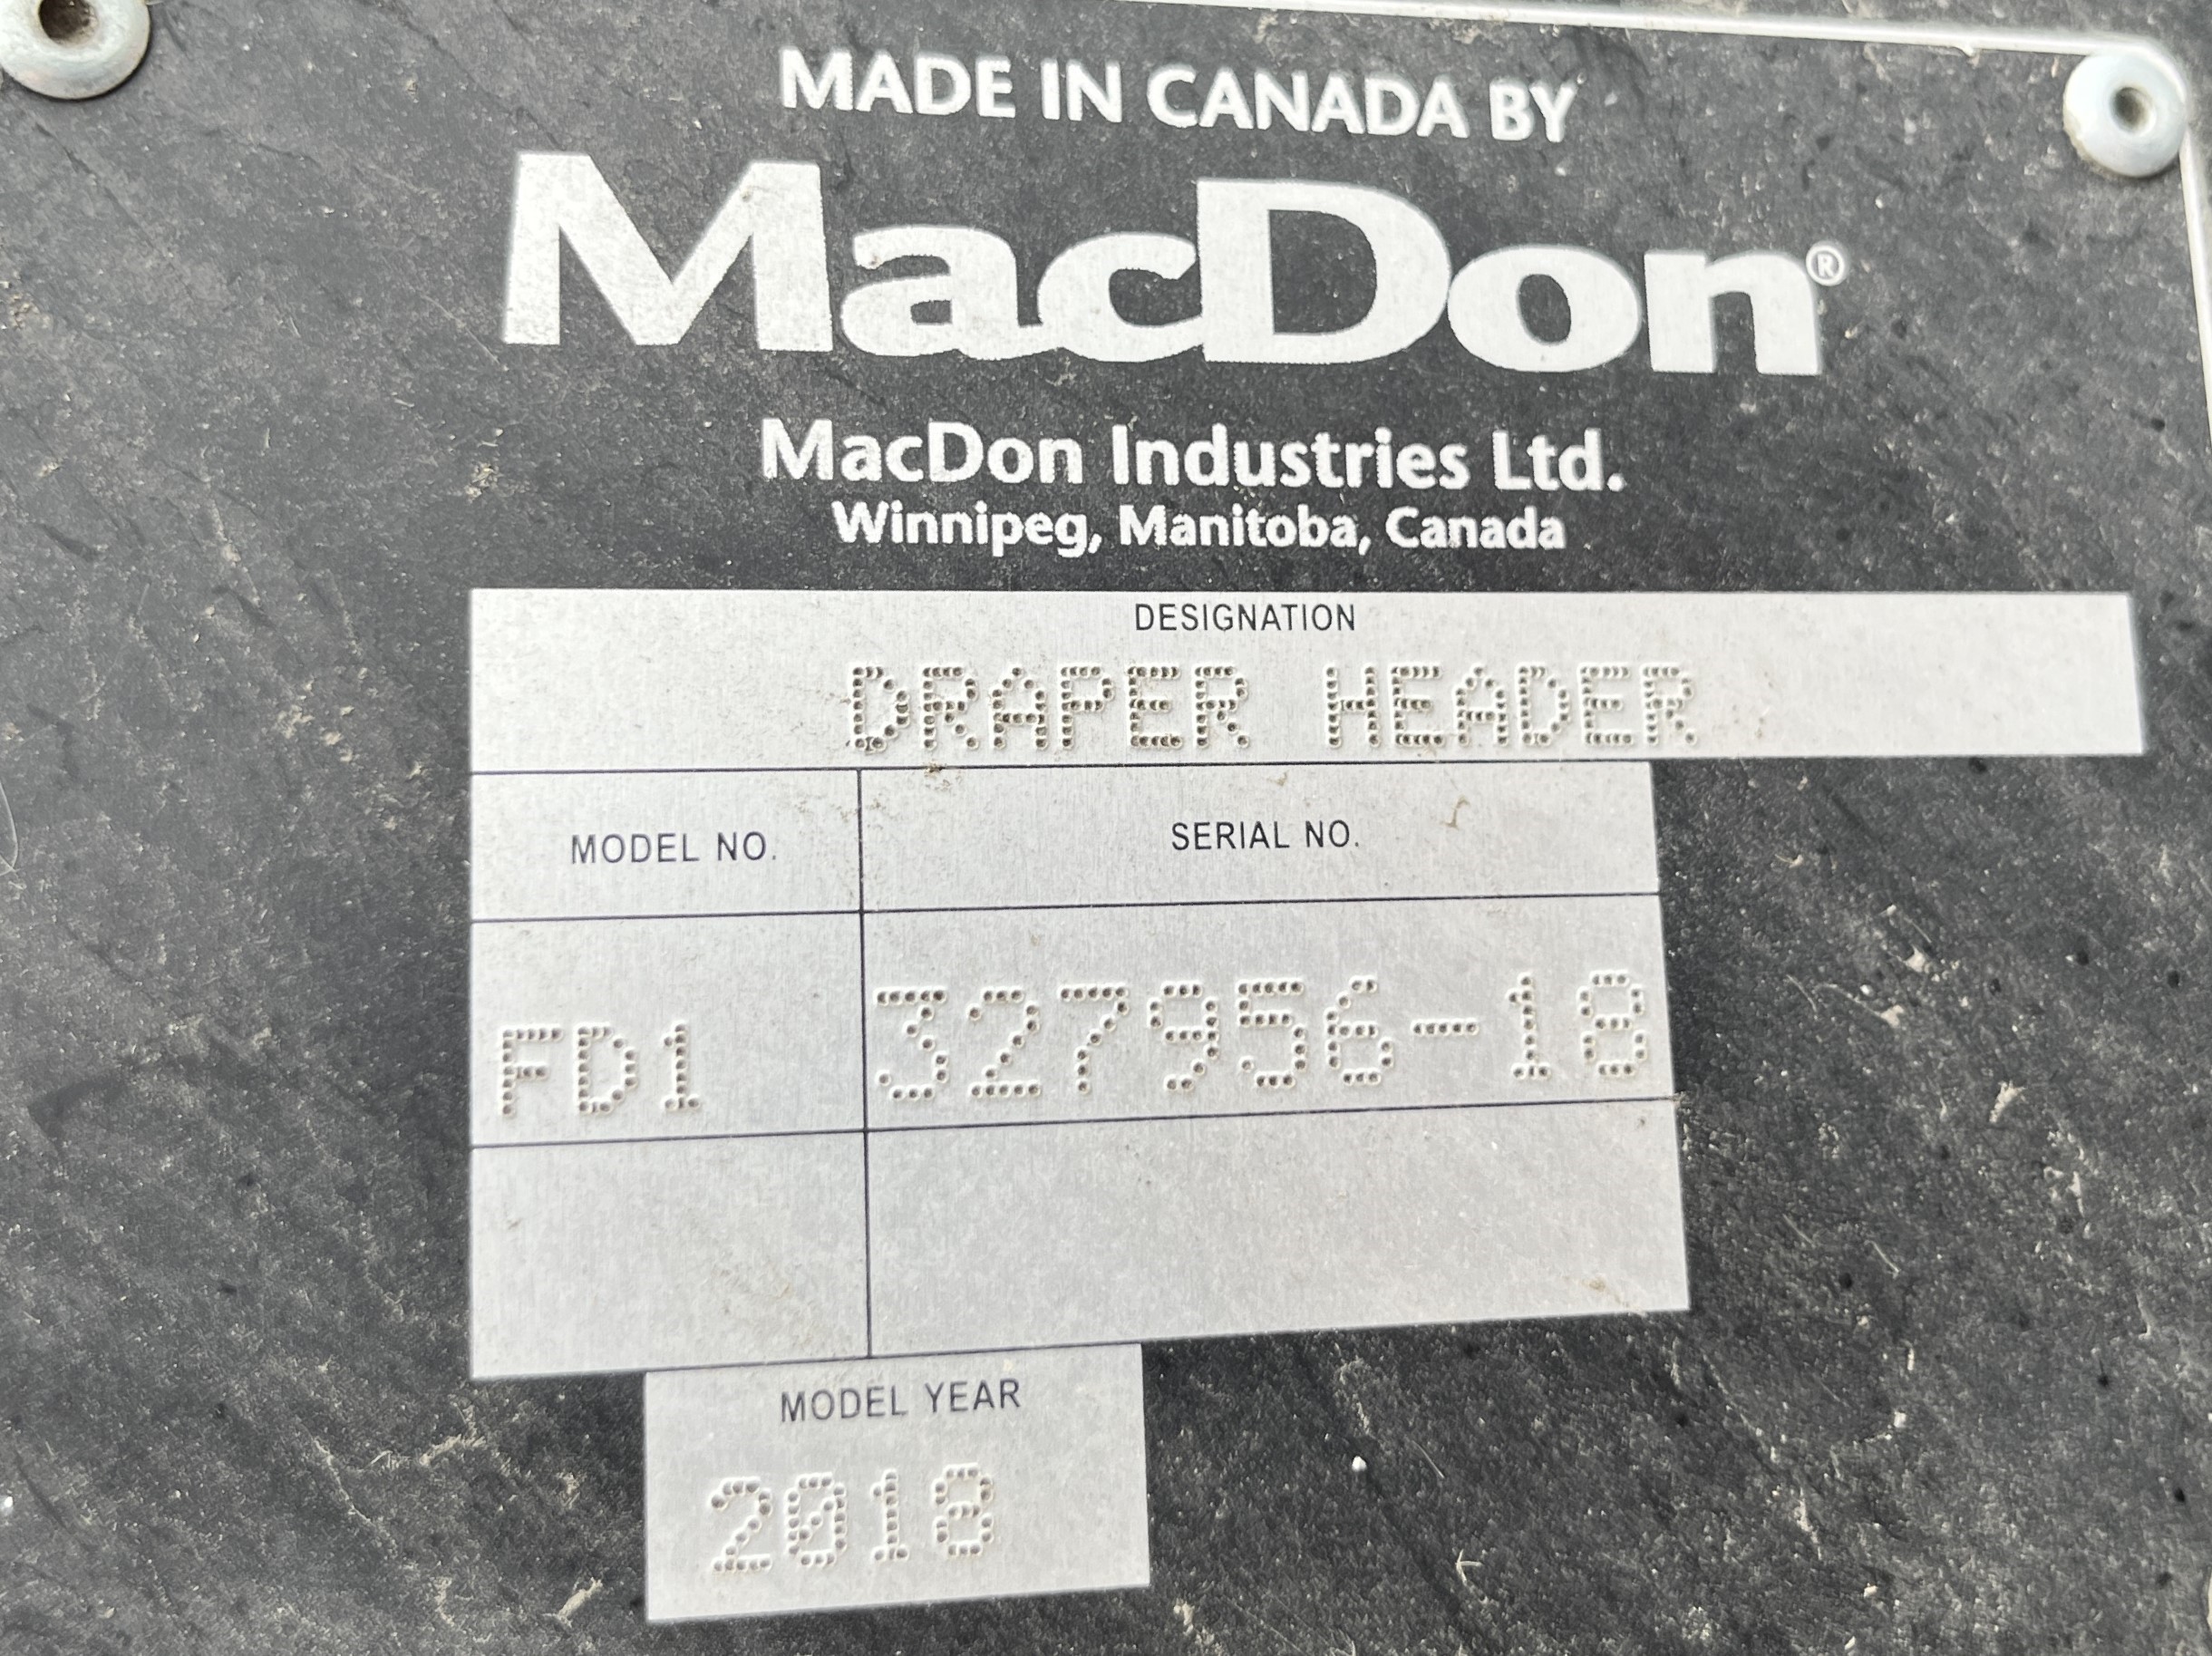 MADE IN CANADA BY
MacDon®
MacDon Industries Ltd.
Winnipeg, Manitoba, Canada
DESIGNATION
DRAPER HEADER
MODEL NO. SERIAL NO.
FD1 327956-18
MODEL YEAR
2018